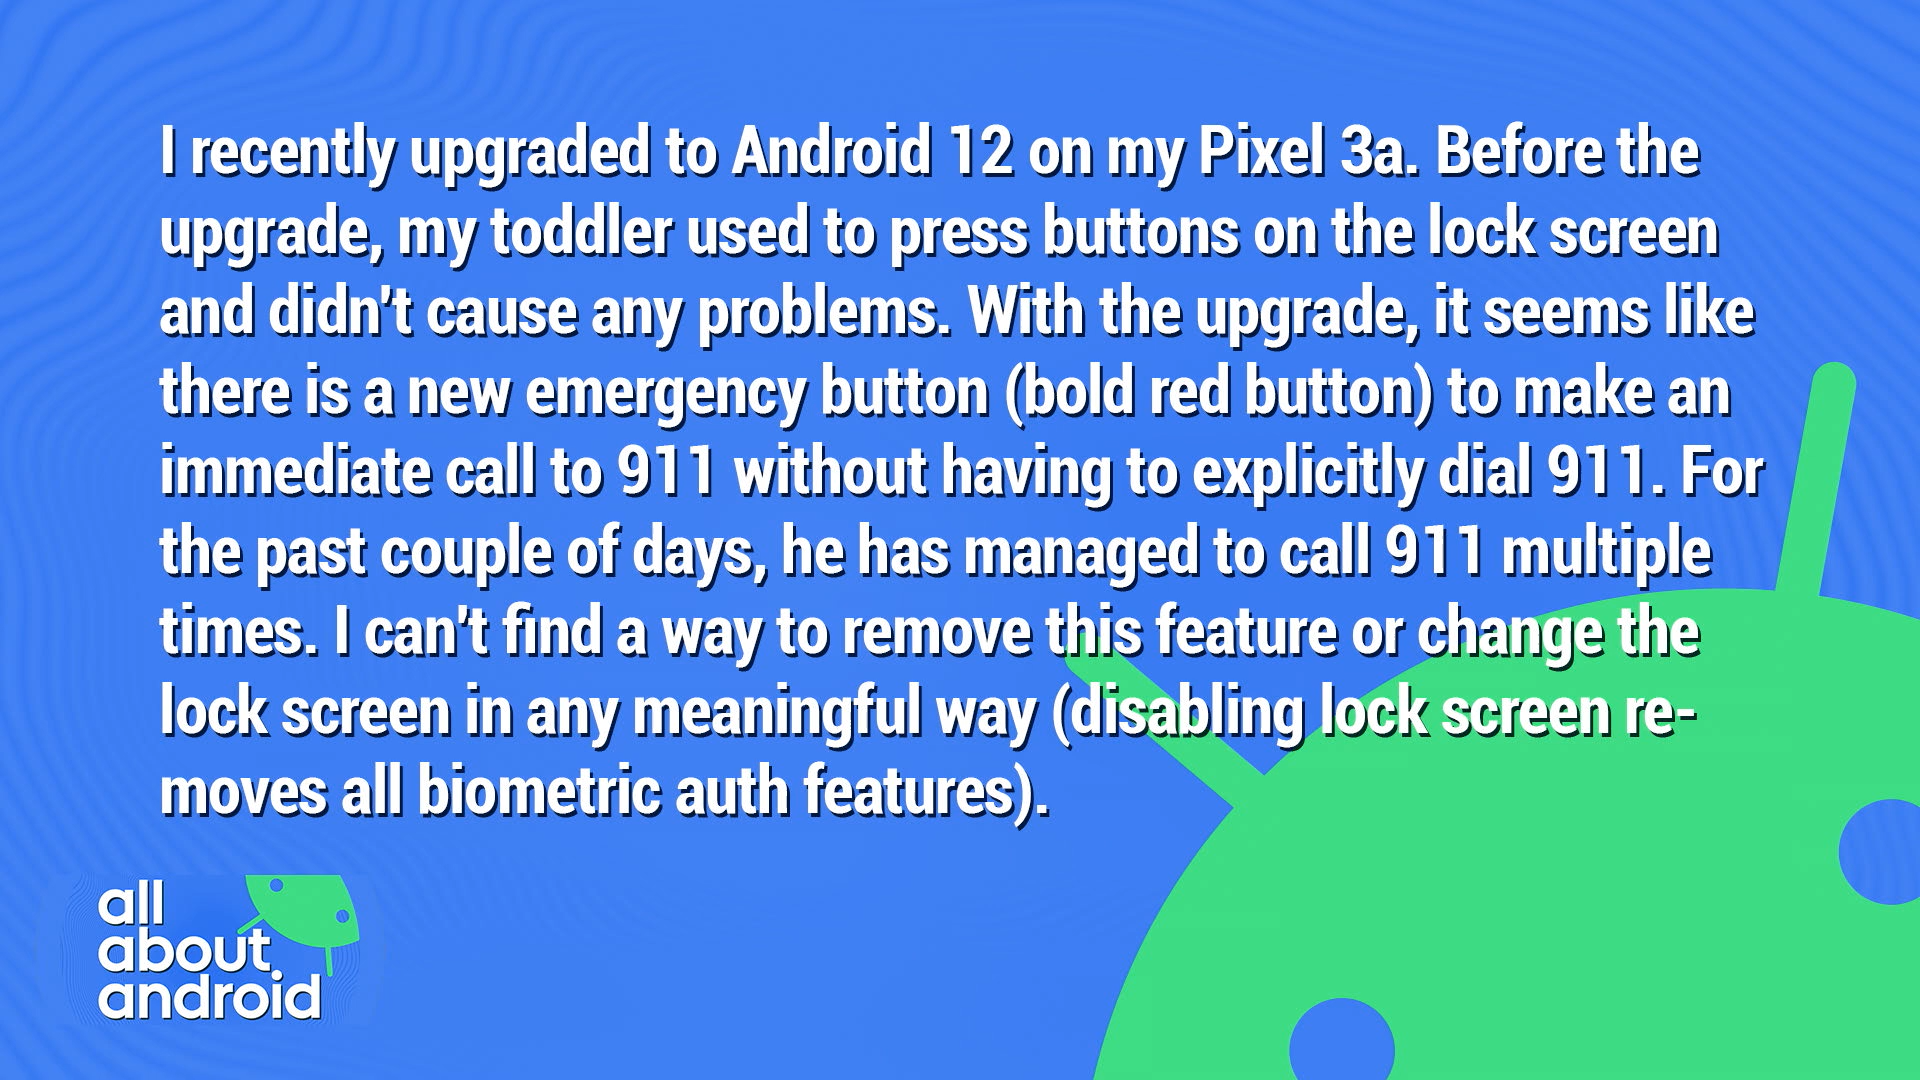 I recently upgraded to Android 12 on my Pixel 3a. Before the
upgrade, my toddler used to press buttons on the lock screen
and didn't cause any problems. With the upgrade, it seems like
there is a new emergency button (bold red button) to make an
immediate call to 911 without having to explicitly dial 911. For
the past couple of days, he has managed to call 911 multiple
times. I can't find a way to remove this feature or change the
lock screen in any meaningful way (disabling lock screen re-
moves all biometric auth features).
all
about
android